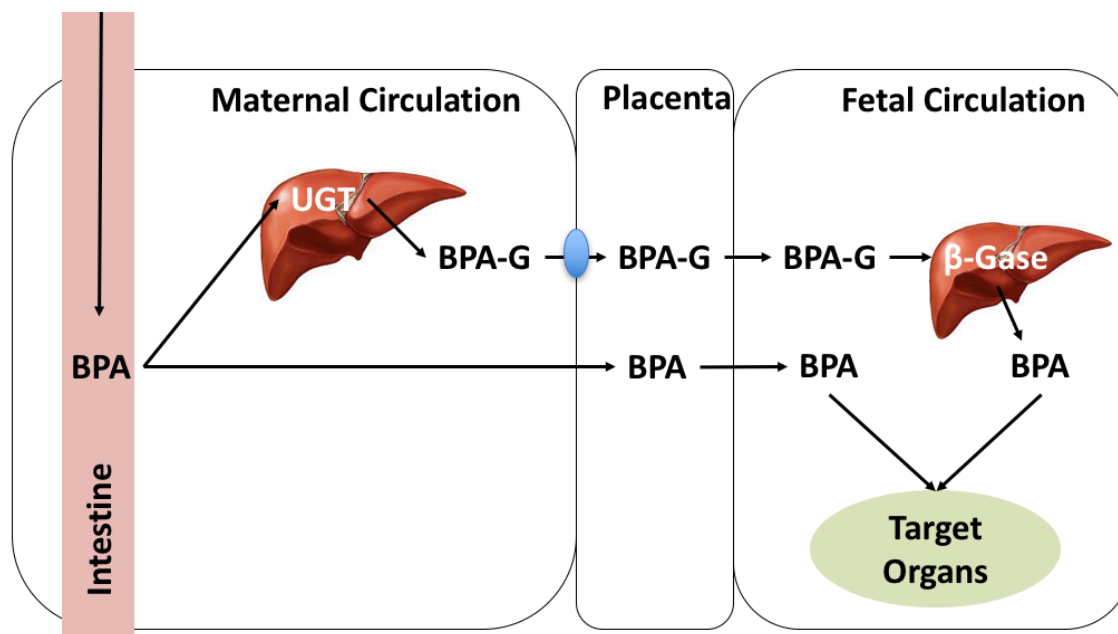 Maternal Circulation
Placenta
Fetal Circulation
UGT
BPA-G
BPA-G
BPA-G
β-Gase
BPA
BPA
BPA
BPA
Intestine
Target
Organs